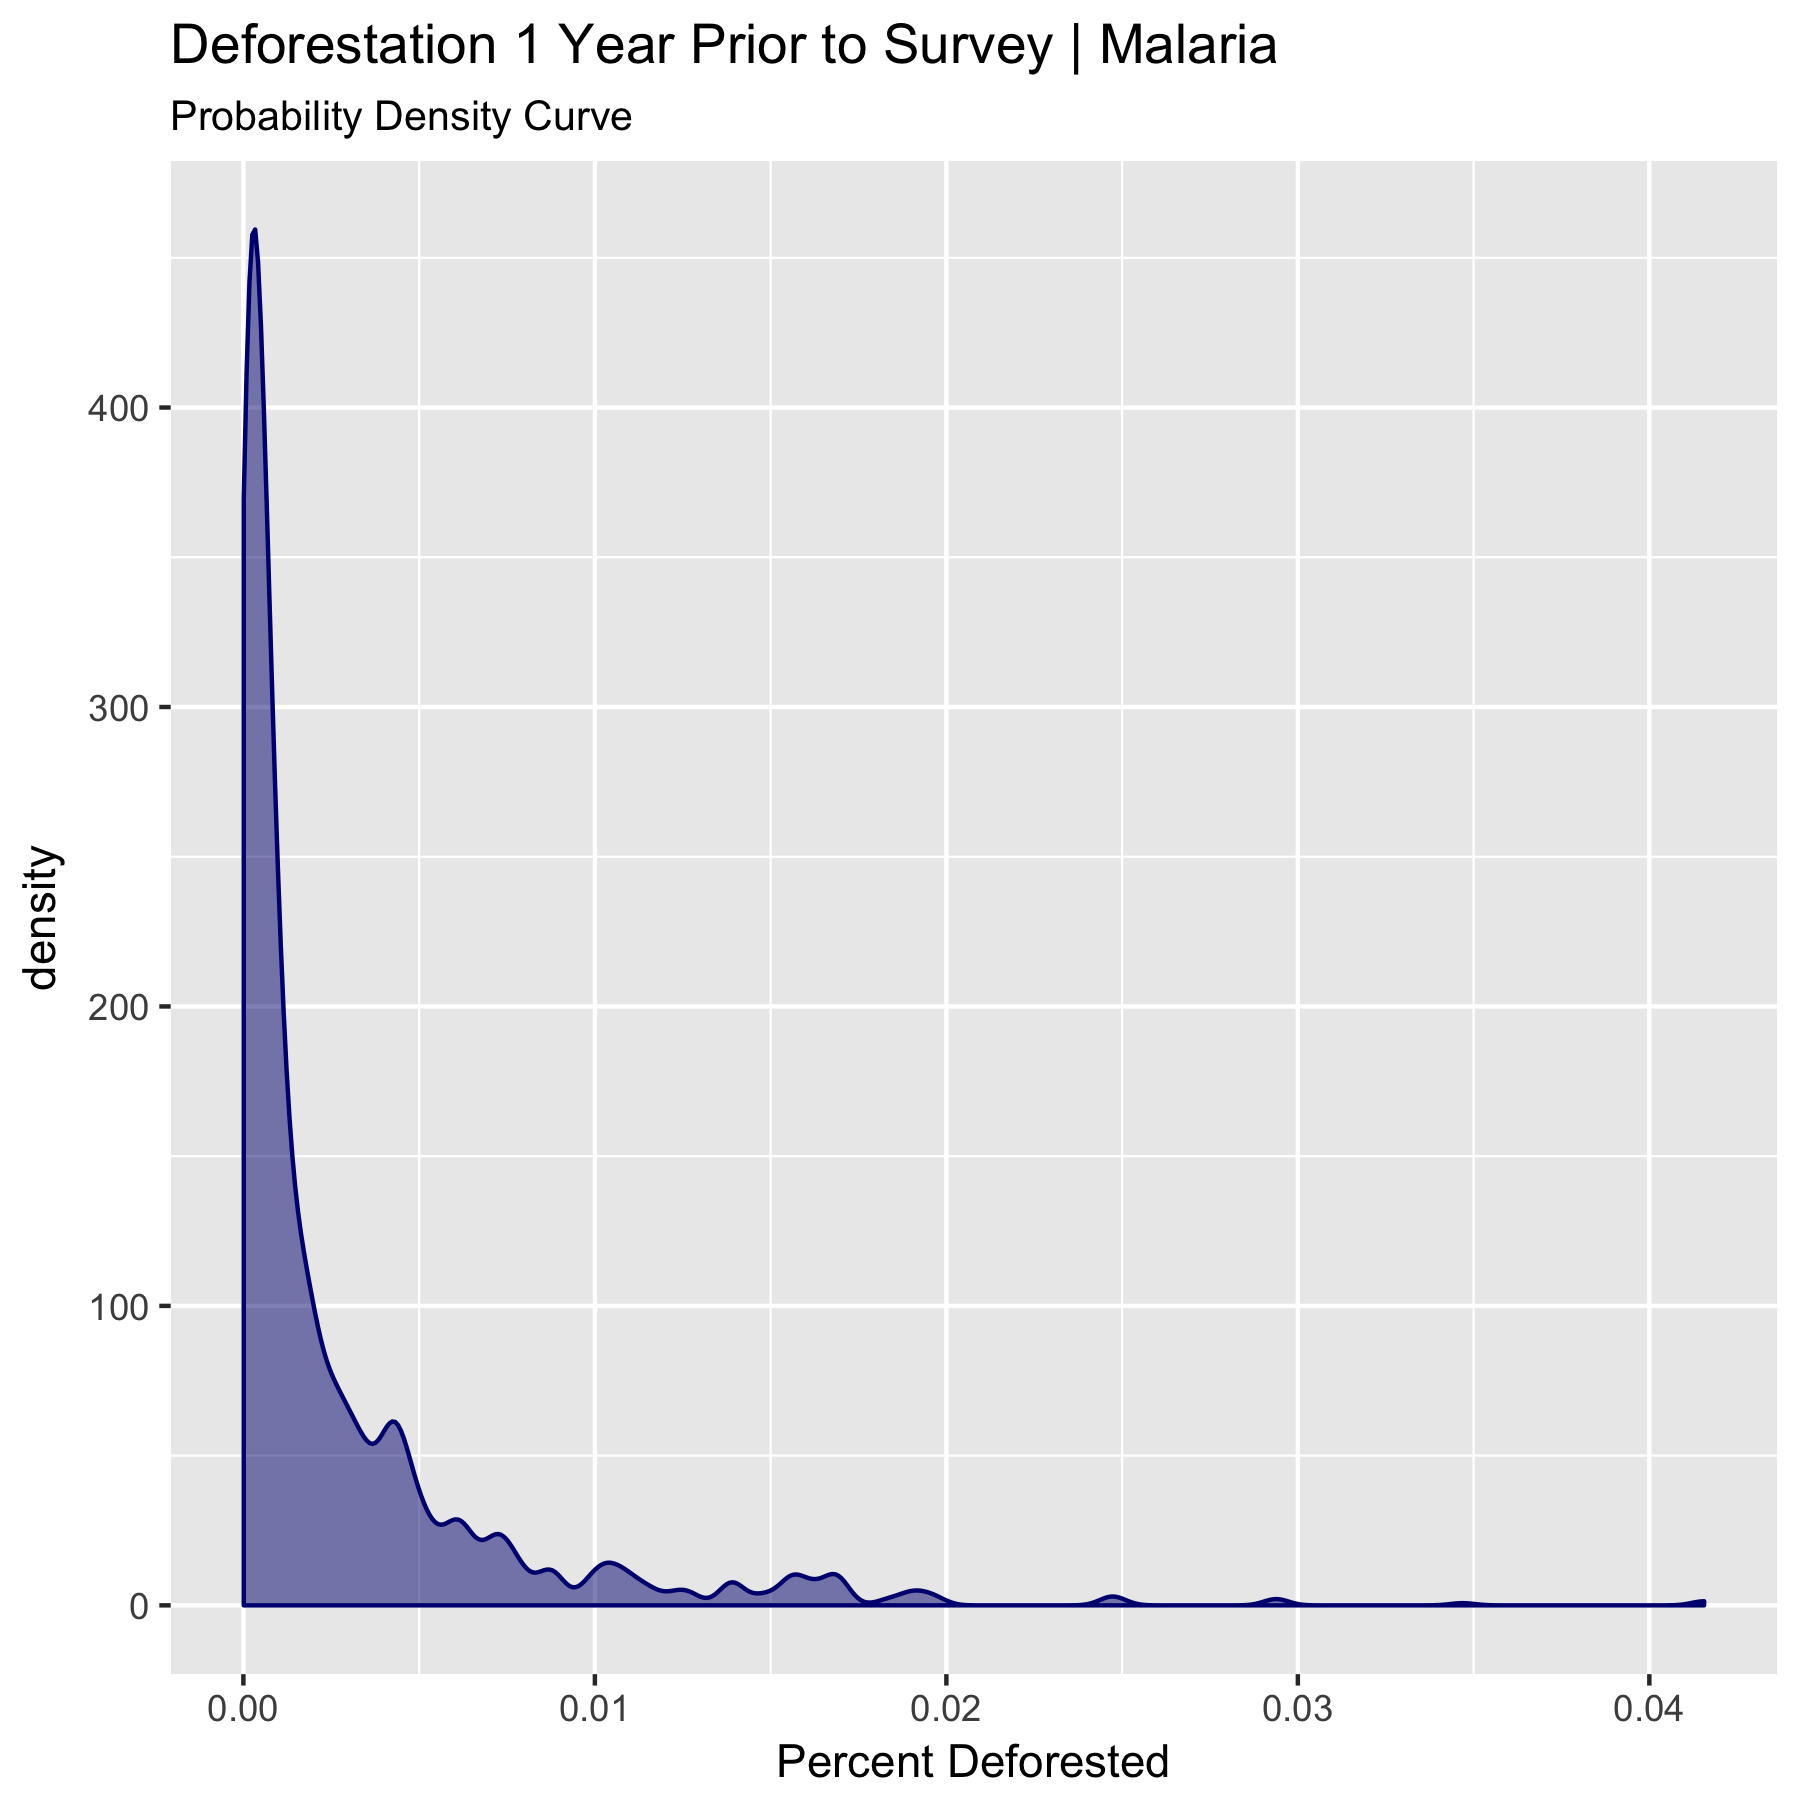 Deforestation 1 Year Prior to Survey | Malaria
Probability Density Curve
density
400
300
200
100
0
0.00 0.01 0.02 0.03 0.04
Percent Deforested